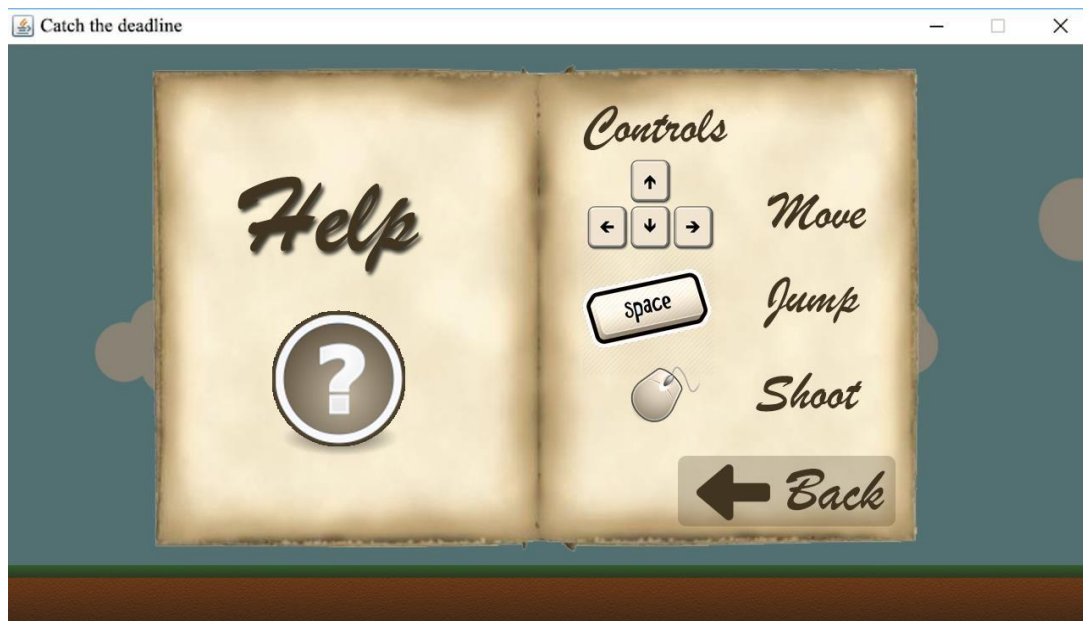 Catch the deadline
Help
?
Controls
Move
space
Jump
Shoot
Back